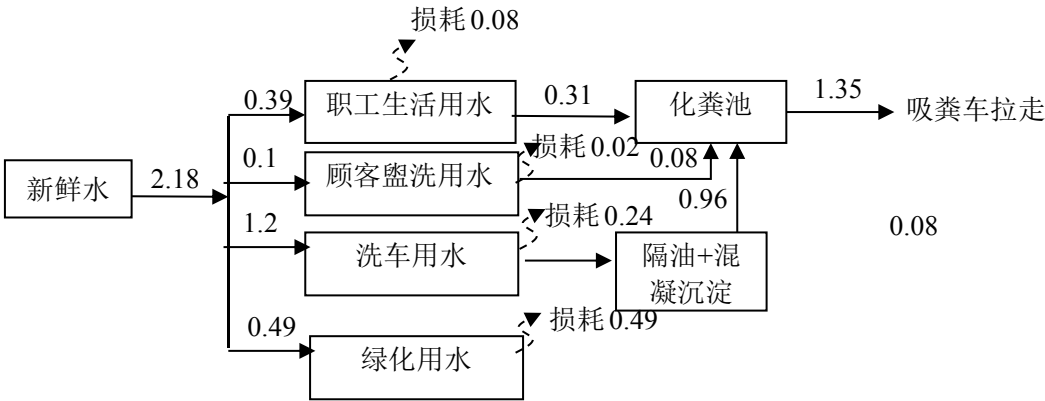 损耗0.08
0.39
职工生活用水
0.31
化粪池
1.35
吸粪车拉走
新鲜水
2.18
0.1
顾客盥洗用水
损耗0.02
0.08
1.2
洗车用水
损耗0.24
0.96
隔油+混
凝沉淀
0.08
0.49
绿化用水
损耗0.49